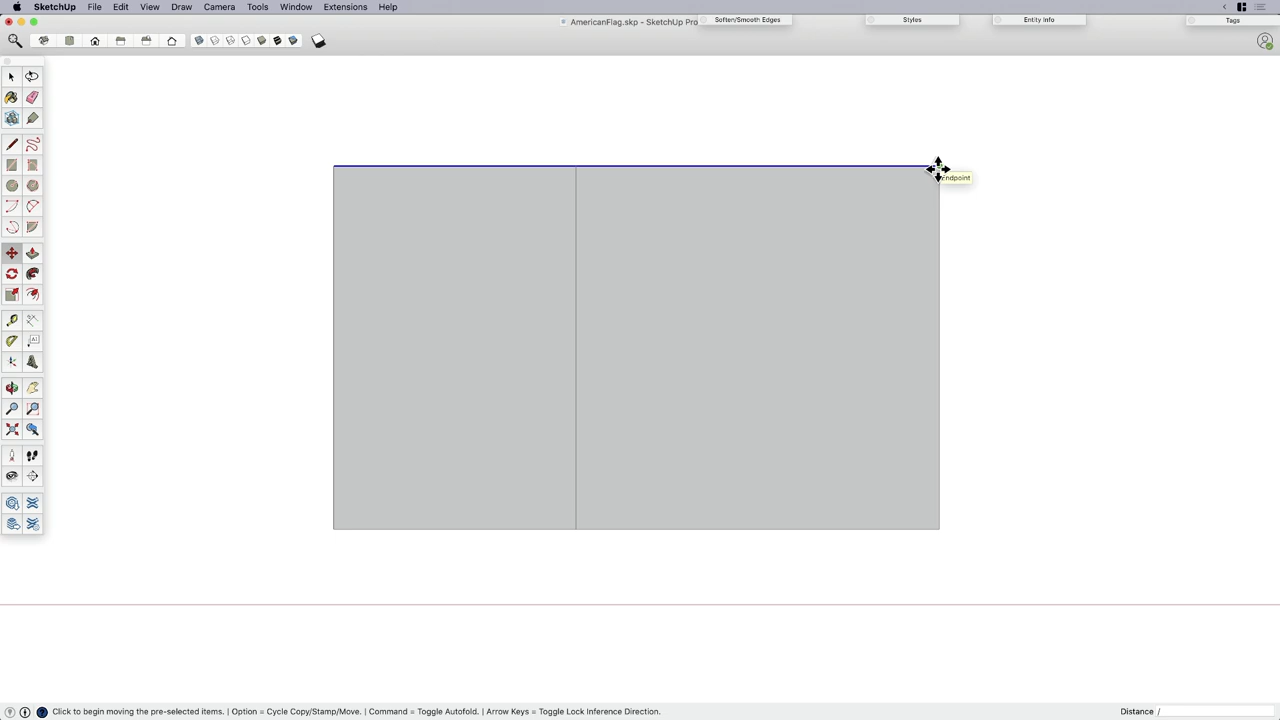 SketchUp File Edit View Draw Camera Tools Window Extensions Help
AmericanFlag.skp - SketchUp Pro
Soften/Smooth Edges
Styles
Entity Info
Tags
Endpoint
A1
Click to begin moving the pre-selected items. | Option = Cycle Copy/Stamp/Move. | Command = Toggle Autofold. | Arrow Keys = Toggle Lock Inference Direction.
Distance /